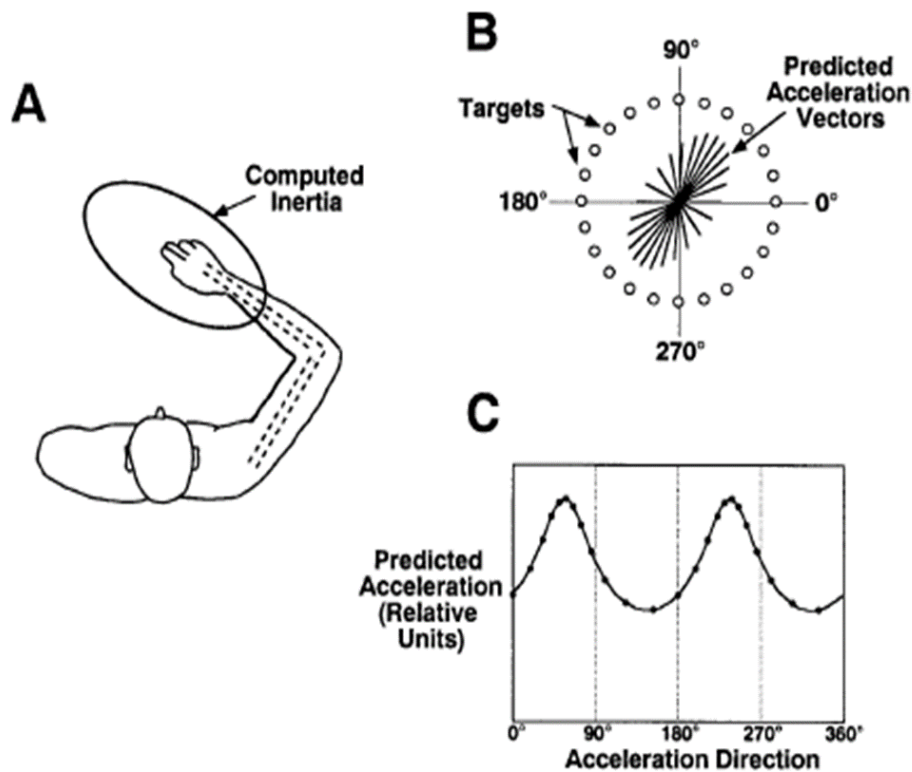 A
Computed
Inertia
B
90°
Targets
Predicted
Acceleration
Vectors
180°
0°
270°
C
Predicted
Acceleration
(Relative
Units)
0° 90° 180° 270° 360°
Acceleration Direction